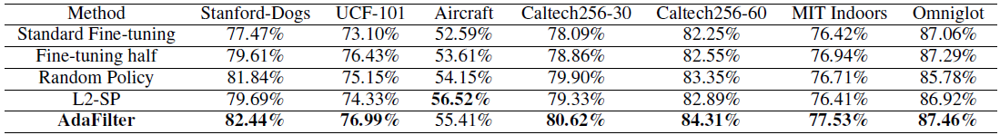 Method Stanford-Dogs UCF-101 Aircraft Caltech256-30 Caltech256-60 MIT Indoors Omniglot
Standard Fine-tuning 77.47% 73.10% 52.59% 78.09% 82.25% 76.42% 87.06%
Fine-tuning half 79.61% 76.43% 53.61% 78.86% 82.55% 76.94% 87.29%
Random Policy 81.84% 75.15% 54.15% 79.90% 83.35% 76.71% 85.78%
L2-SP 79.69% 74.33% 56.52% 79.33% 82.89% 76.41% 86.92%
AdaFilter 82.44% 76.99% 55.41% 80.62% 84.31% 77.53% 87.46%